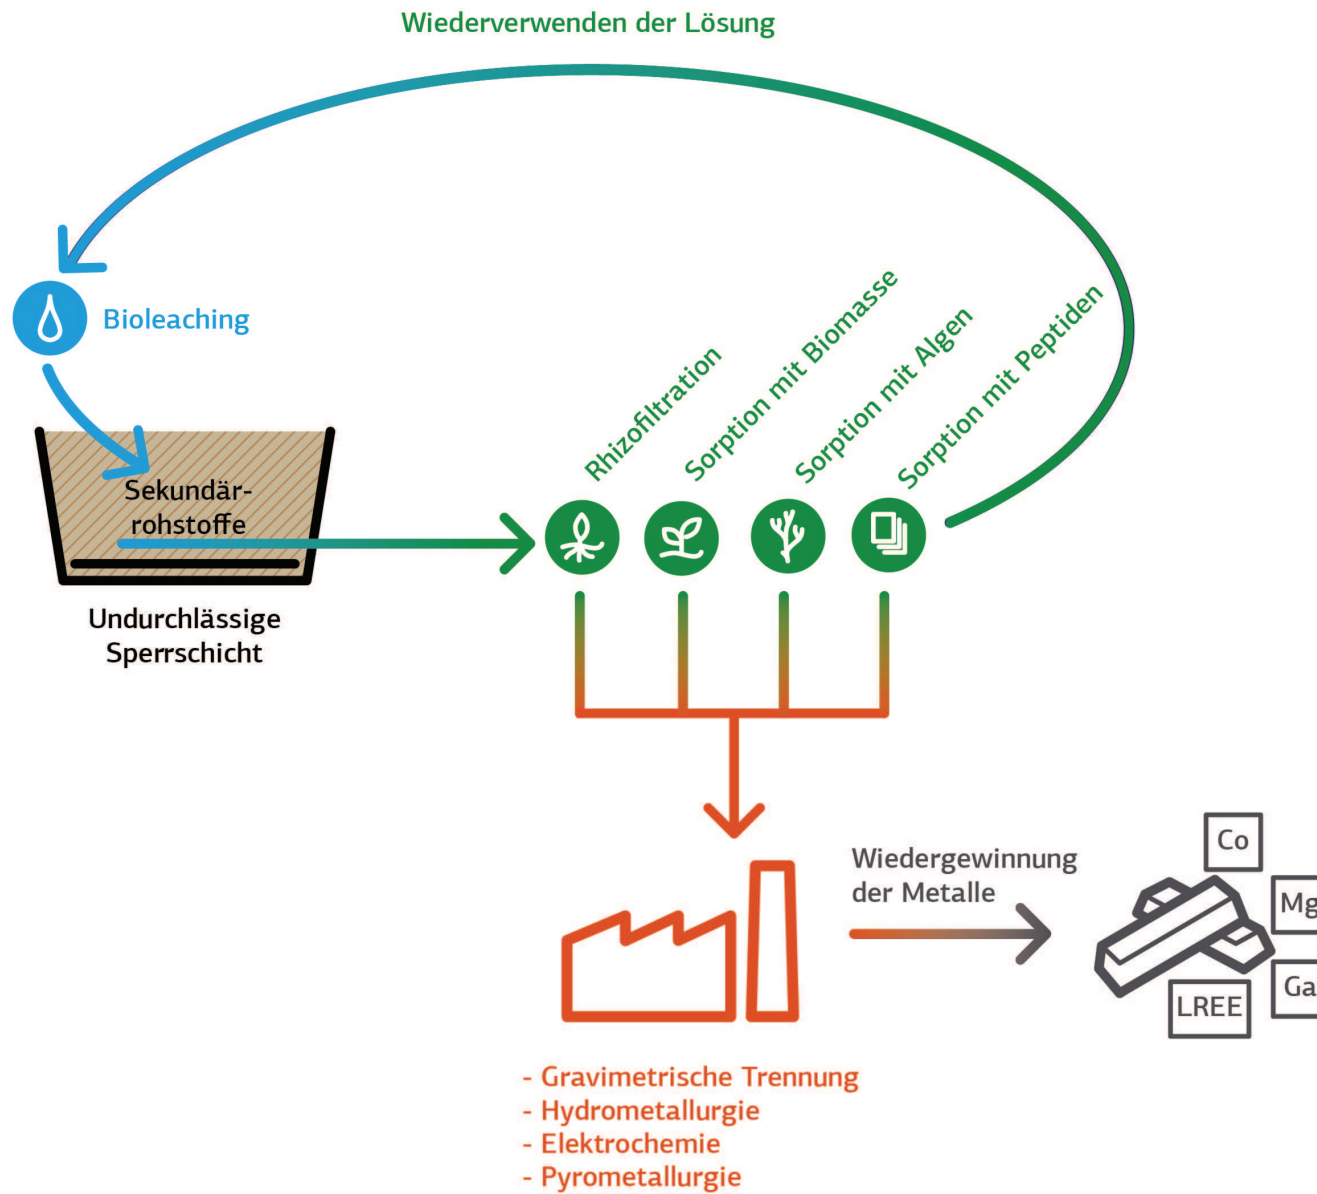 Wiederverwenden der Lösung
Bioleaching
Rhizofiltration
Sorption mit Biomasse
Sorption mit Algen
Sorption mit Peptiden
Sekundär-
rohstoffe
Undurchlässige
Sperrschicht
Wiedergewinnung
der Metalle
Co
Mg
Ga
LREE
- Gravimetrische Trennung
- Hydrometallurgie
- Elektrochemie
- Pyrometallurgie